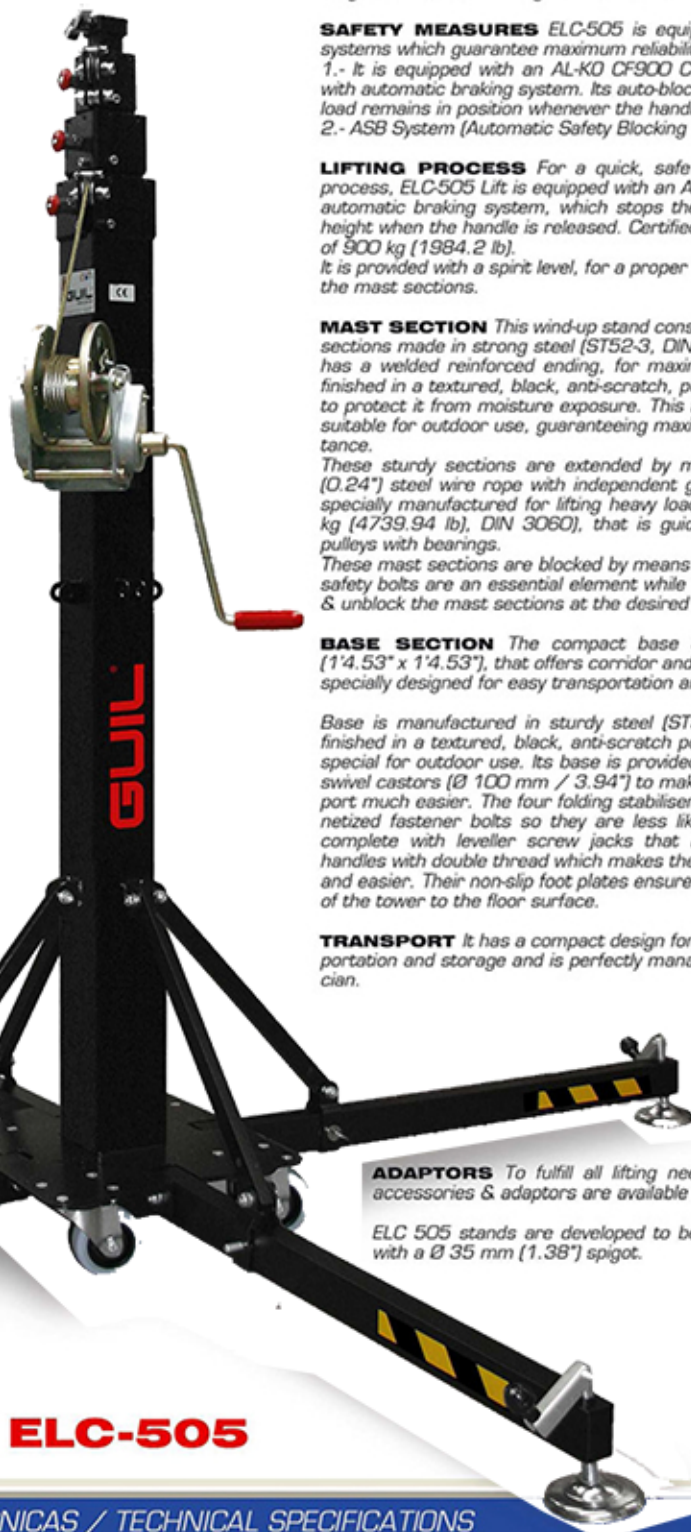 SAFETY MEASURES ELC-505 is equip
systems which guarantee maximum reliabili
1.- It is equipped with an AL-KO CF900 C
with automatic braking system. Its auto-bloc
load remains in position whenever the handl
2.- ASB System (Automatic Safety Blocking
LIFTING PROCESS For a quick, safe
process, ELC-505 Lift is equipped with an A
automatic braking system, which stops the
height when the handle is released. Certified
of 900 kg (1984.2 lb).
It is provided with a spirit level, for a proper
the mast sections.
MAST SECTION This wind-up stand cons
sections made in strong steel (ST52-3, DIN
has a welded reinforced ending, for maxim
finished in a textured, black, anti-scratch, p
to protect it from moisture exposure. This
suitable for outdoor use, guaranteeing maxi
tance.
These sturdy sections are extended by m
(0.24") steel wire rope with independent g
specially manufactured for lifting heavy load
kg (4739.94 lb), DIN 3060), that is guid
pulleys with bearings.
These mast sections are blocked by means
safety bolts are an essential element while
& unblock the mast sections at the desired
BASE SECTION The compact base
(1'4.53" x 1'4.53"), that offers corridor and
specially designed for easy transportation a
Base is manufactured in sturdy steel (ST
finished in a textured, black, anti-scratch p
special for outdoor use. Its base is provided
swivel castors (Ø 100 mm / 3.94") to mak
port much easier. The four folding stabiliser
netized fastener bolts so they are less lik
complete with leveller screw jacks that
handles with double thread which makes the
and easier. Their non-slip foot plates ensure
of the tower to the floor surface.
TRANSPORT It has a compact design for
portation and storage and is perfectly mana
cian.
ADAPTORS To fulfill all lifting nee
accessories & adaptors are available
ELC 505 stands are developed to be
with a Ø 35 mm (1.38") spigot.
GUIL
CE
GUIL
ELC-505
NICAS / TECHNICAL SPECIFICATIONS